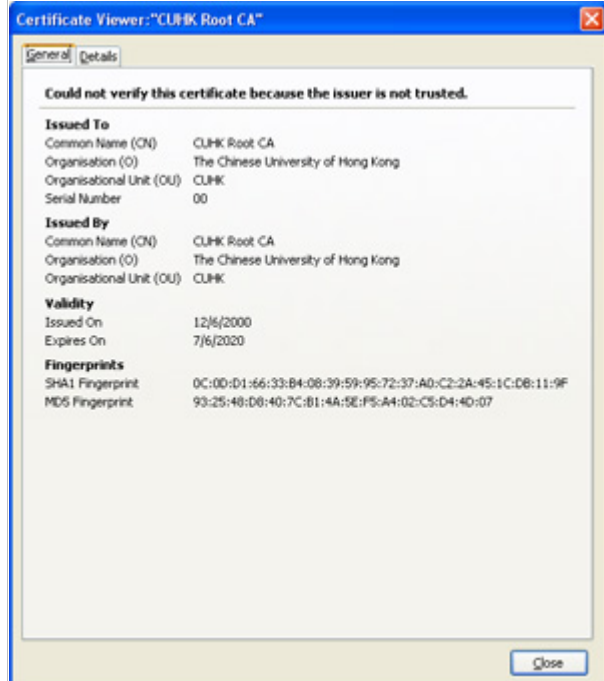 Certificate Viewer:"CUHK Root CA"
General Details
Could not verify this certificate because the issuer is not trusted.
Issued To
Common Name (CN) CUHK Root CA
Organisation (O) The Chinese University of Hong Kong
Organisational Unit (OU) CUHK
Serial Number 00
Issued By
Common Name (CN) CUHK Root CA
Organisation (O) The Chinese University of Hong Kong
Organisational Unit (OU) CUHK
Validity
Issued On 12/6/2000
Expires On 7/6/2020
Fingerprints
SHA1 Fingerprint 0C:0D:D1:66:33:B4:08:39:59:95:72:37:A0:C2:2A:45:1C:DB:11:9F
MD5 Fingerprint 93:25:48:D8:40:7C:B1:4A:5E:F5:A4:02:C5:D4:4D:07
Close